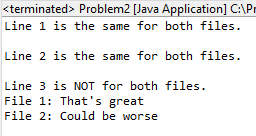 <terminated> Problem2 [Java Application] C:\Pr
Line 1 is the same for both files.
Line 2 is the same for both files.
Line 3 is NOT for both files.
File 1: That's great
File 2: Could be worse